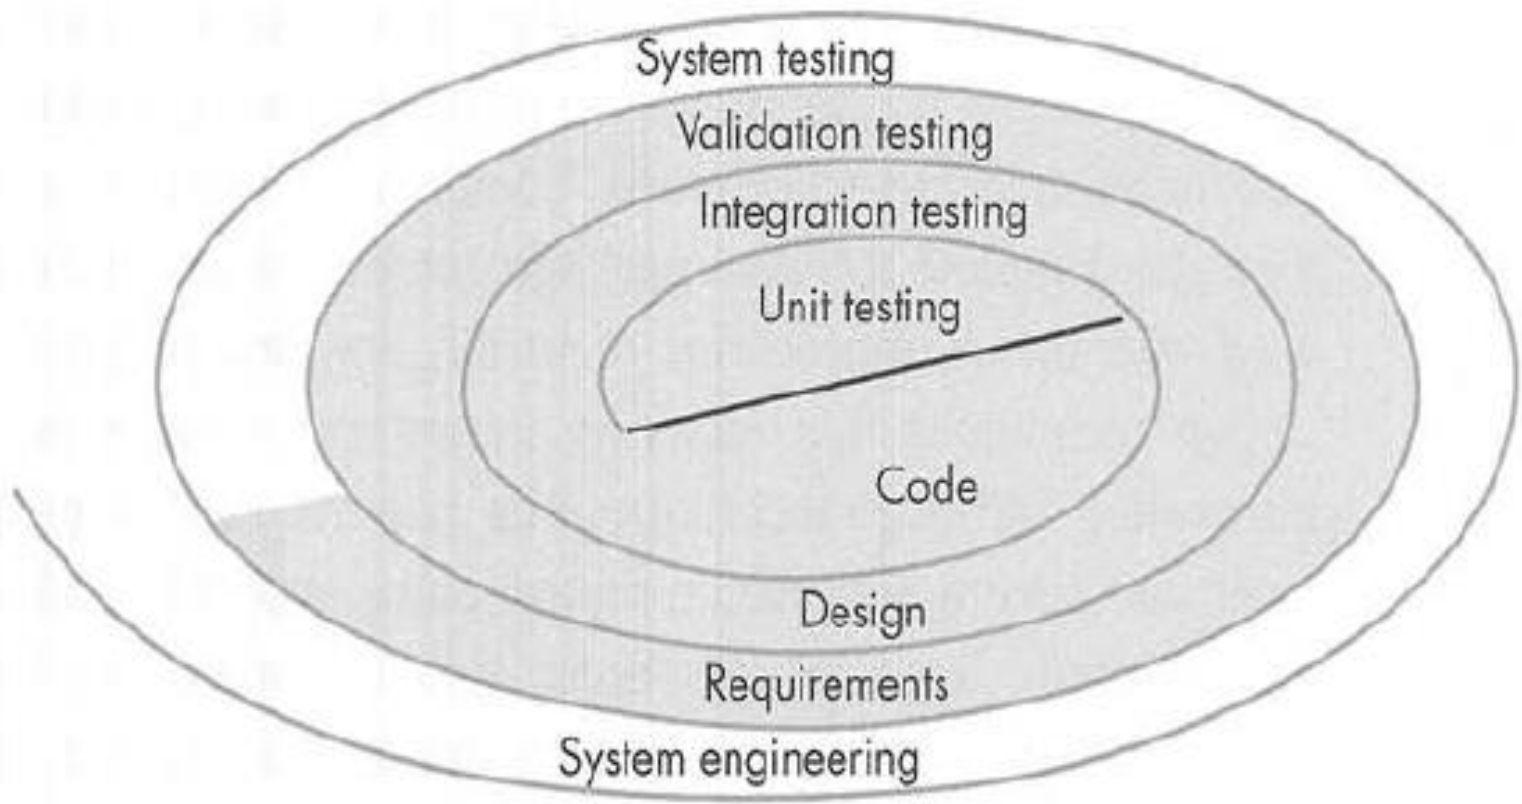 System testing
Validation testing
Integration testing
Unit testing
Code
Design
Requirements
System engineering